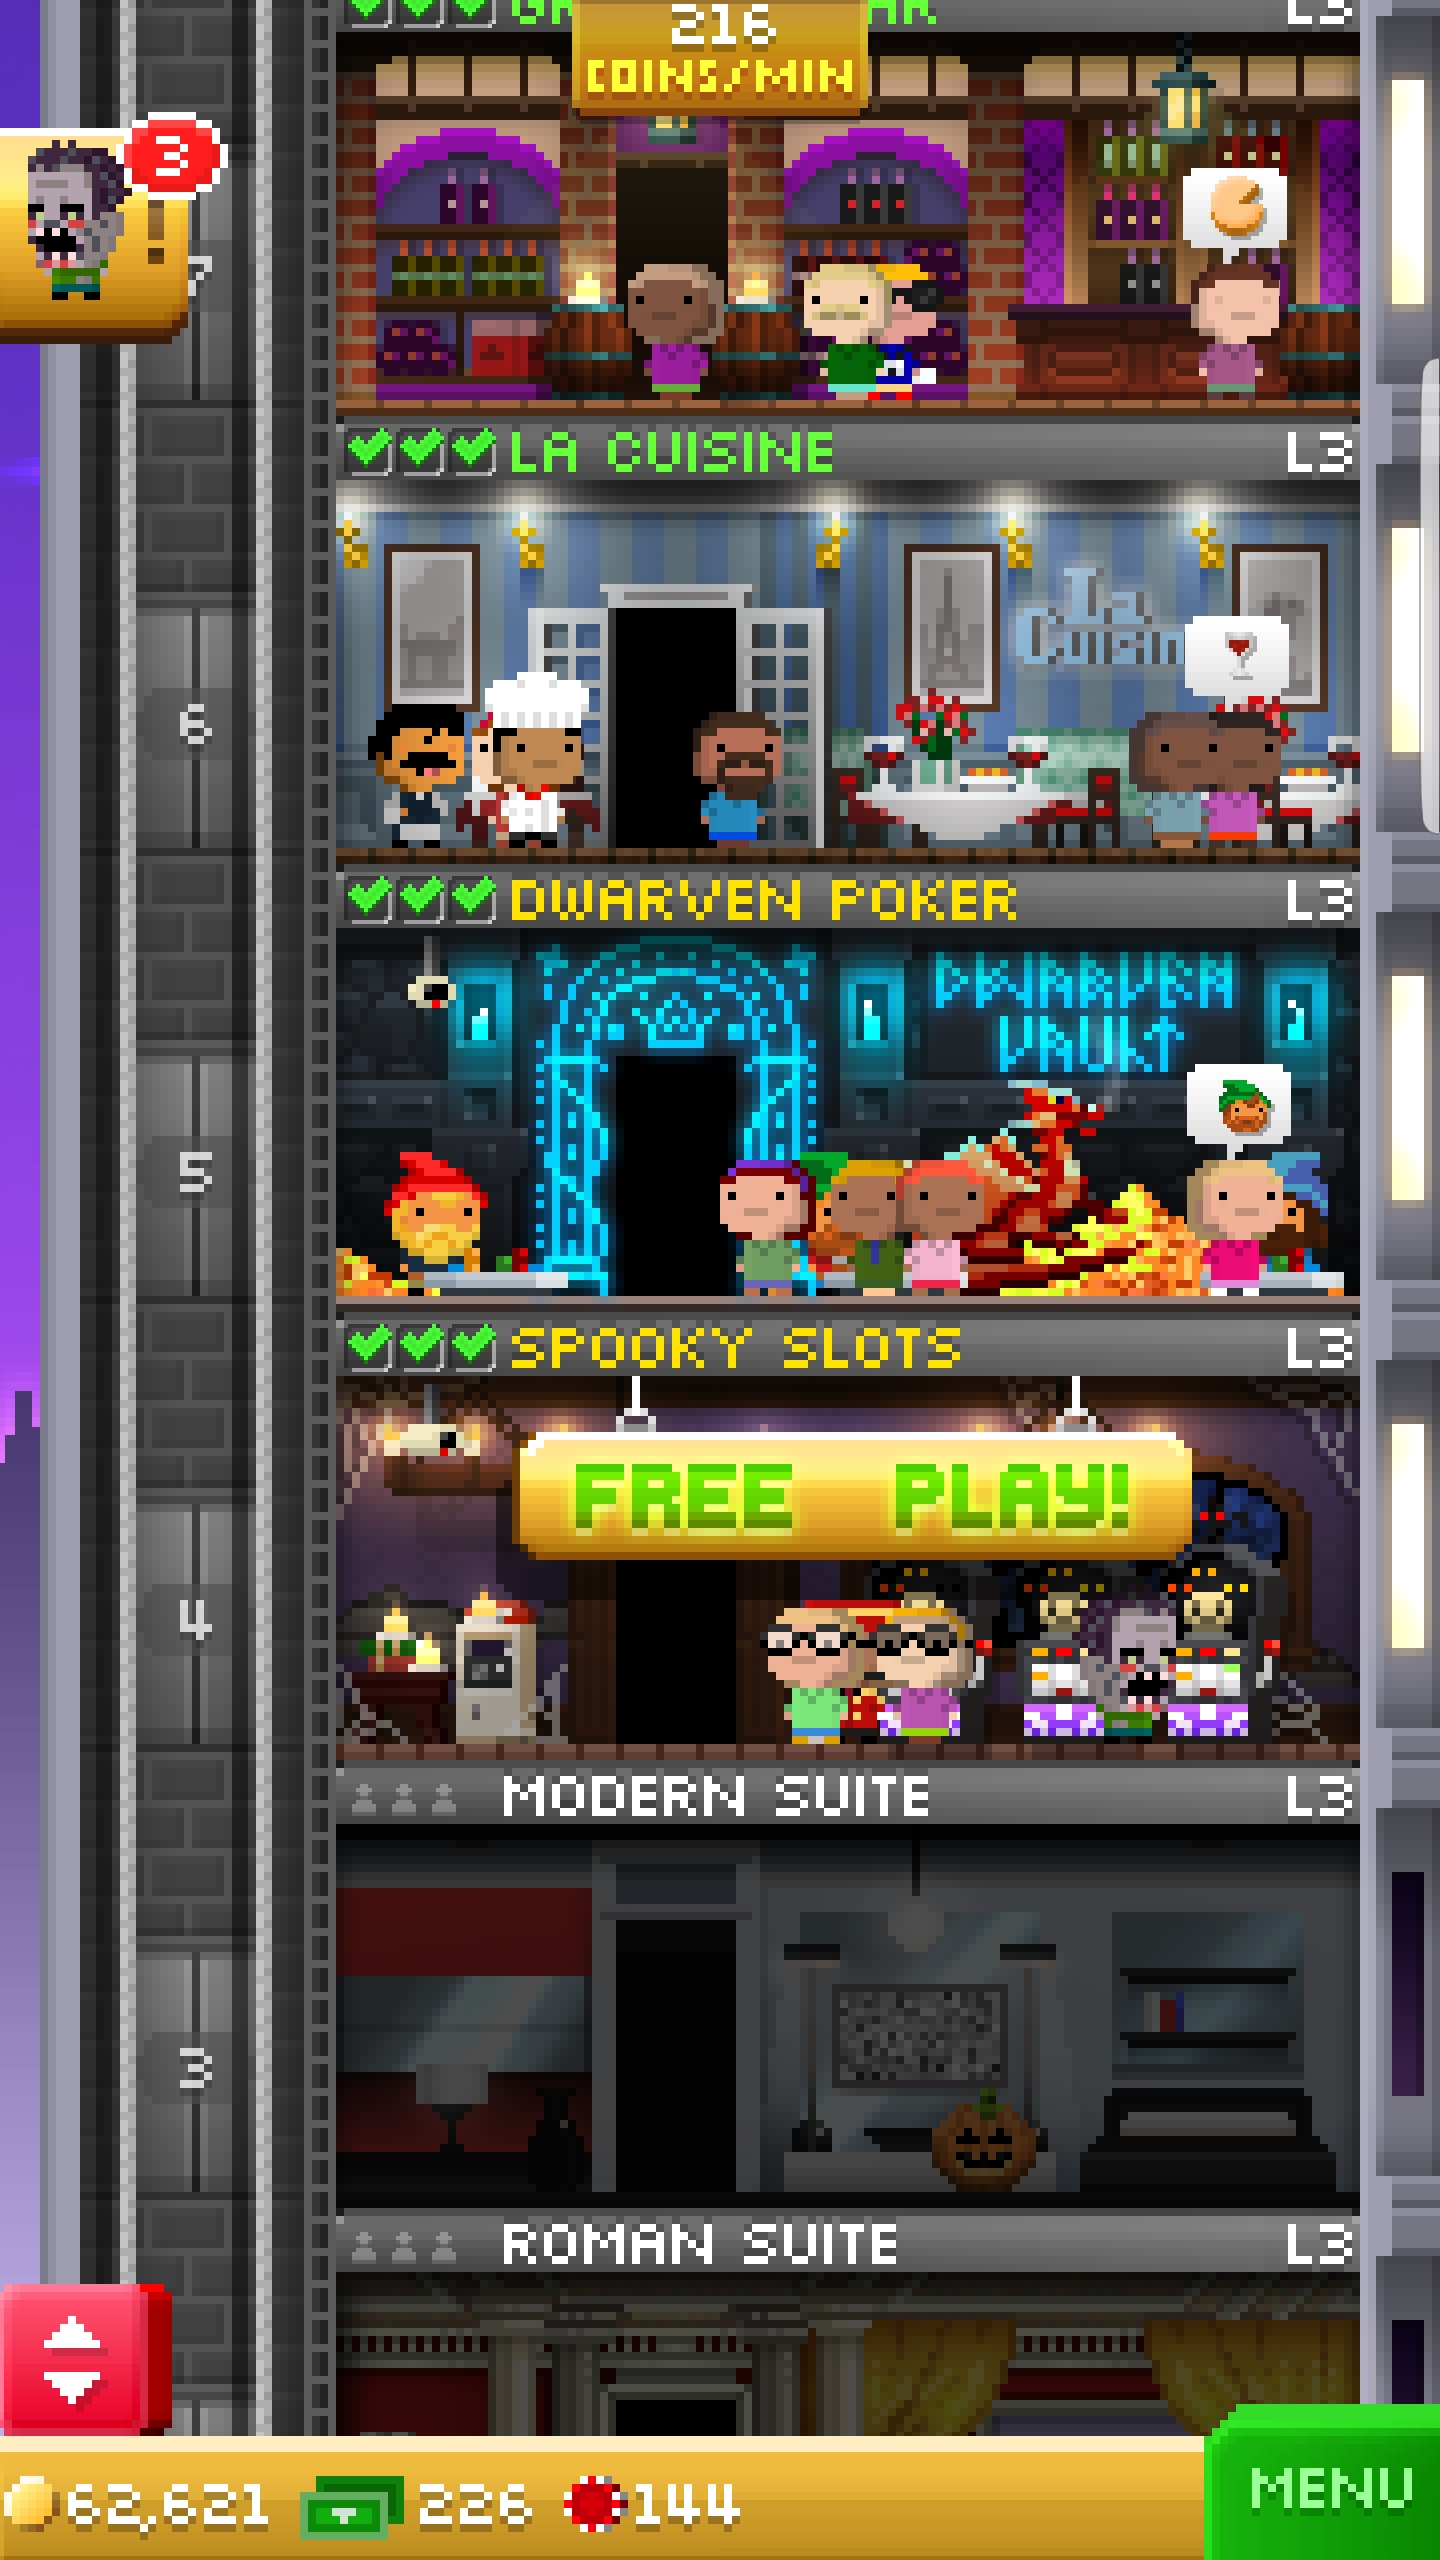 L3
216
COINS/MIN
3
!
7
LA CUISINE L3
La
Cuisin
6
DWARVEN POKER L3
DWARVEN
VAULT
5
SPOOKY SLOTS L3
FREE PLAY!
4
MODERN SUITE L3
3
ROMAN SUITE L3
62,621 226 144
MENU